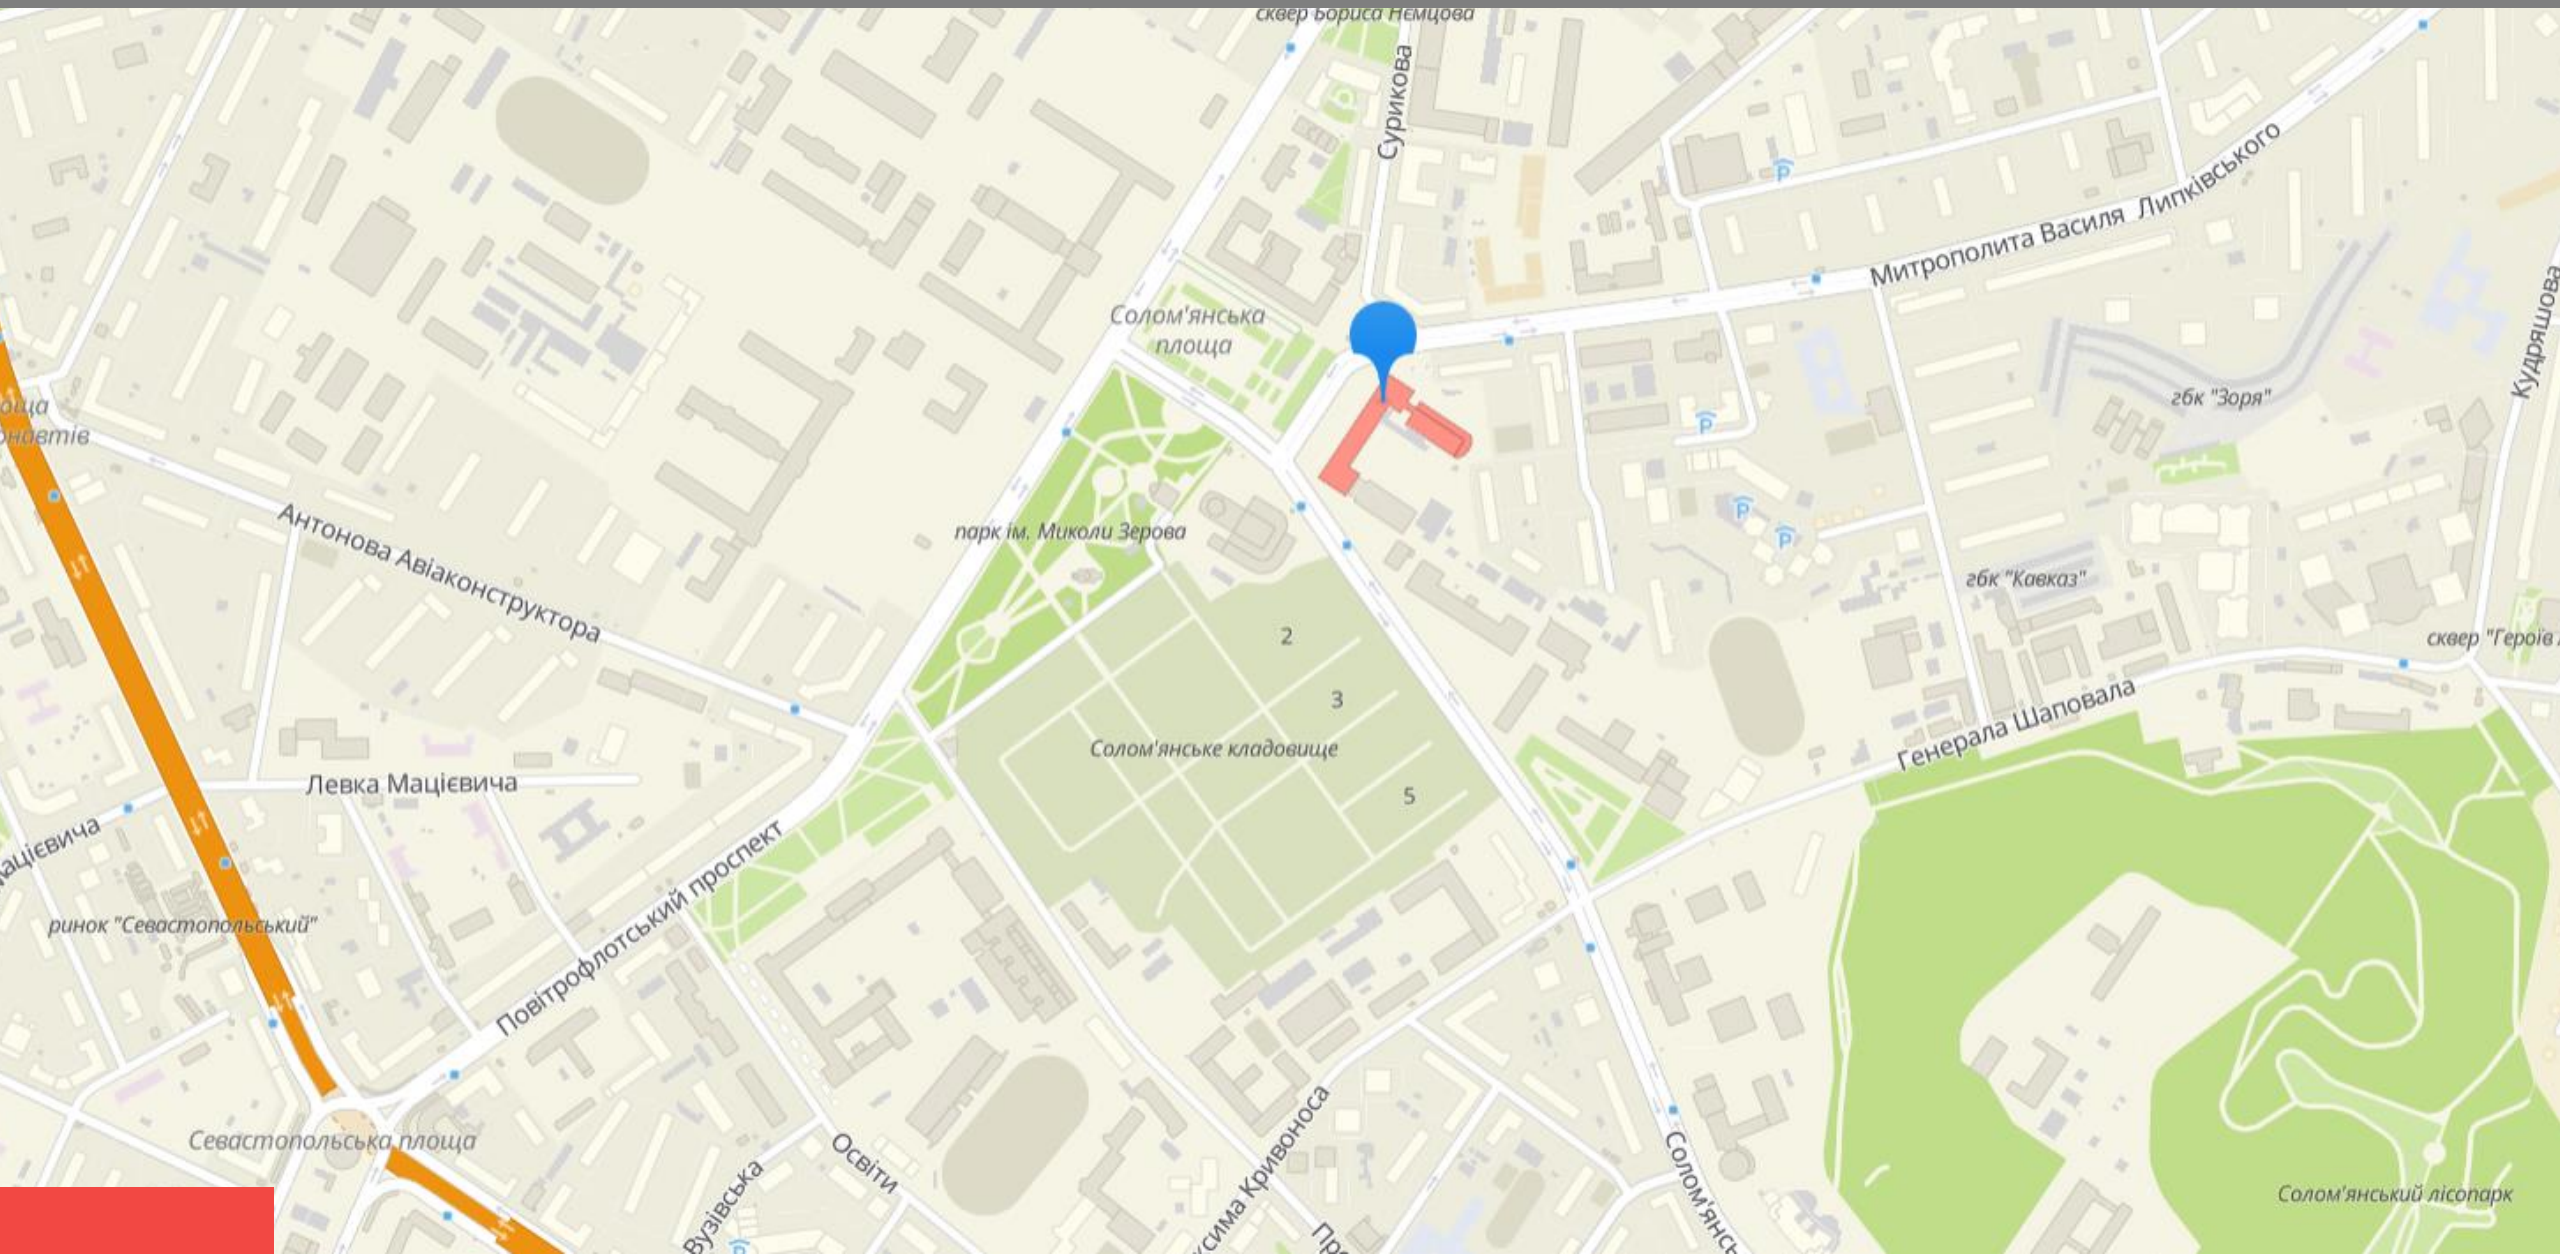 сквер Бориса Нємцова
Сурикова
Митрополита Василя Липківського
Кудряшова
Солом'янська
площа
гбк "Зоря"
парк ім. Миколи Зерова
Антонова Авіаконструктора
гбк "Кавказ"
2
сквер "Героїв
3
Генерала Шаповала
Солом'янське кладовище
5
Левка Мацієвича
Повітрофлотський проспект
ринок "Севастопольський"
Севастопольська площа
Освіти
Вузівська
Солом'янський лісопарк
P
P
P
P
P